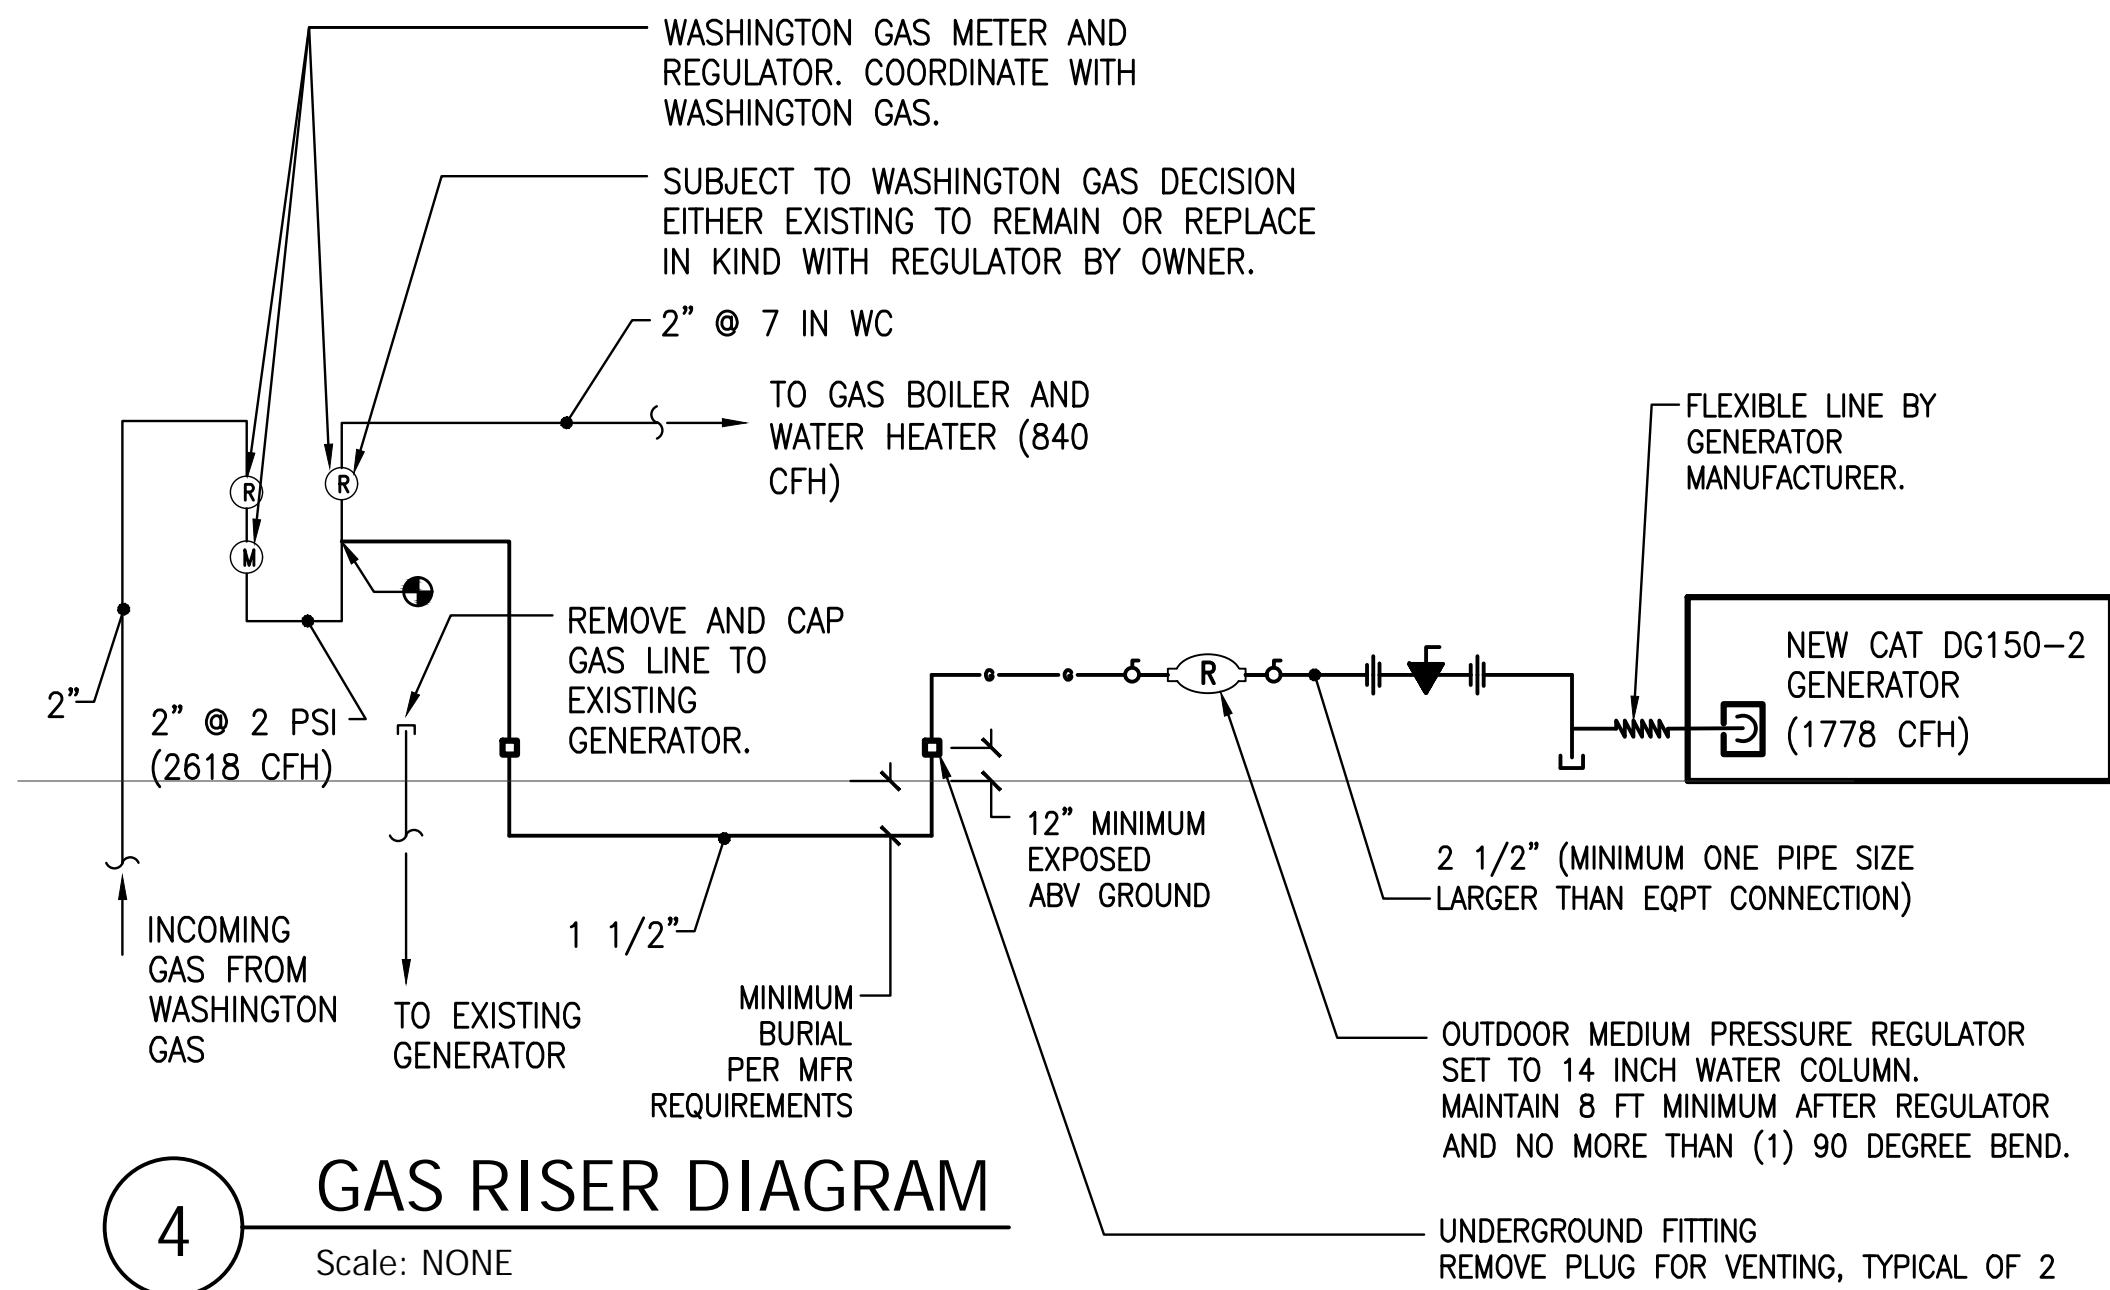 WASHINGTON GAS METER AND
REGULATOR. COORDINATE WITH
WASHINGTON GAS.
SUBJECT TO WASHINGTON GAS DECISION
EITHER EXISTING TO REMAIN OR REPLACE
IN KIND WITH REGULATOR BY OWNER.
2" @ 7 IN WC
TO GAS BOILER AND
WATER HEATER (840
CFH)
FLEXIBLE LINE BY
GENERATOR
MANUFACTURER.
R
R
M
REMOVE AND CAP
GAS LINE TO
EXISTING
GENERATOR.
2"
2" @ 2 PSI
(2618 CFH)
G
G
R
NEW CAT DG150-2
GENERATOR
(1778 CFH)
12" MINIMUM
EXPOSED
ABV GROUND
2 1/2" (MINIMUM ONE PIPE SIZE
LARGER THAN EQPT CONNECTION)
1 1/2"
INCOMING
GAS FROM
WASHINGTON
GAS
TO EXISTING
GENERATOR
MINIMUM
BURIAL
PER MFR
REQUIREMENTS
OUTDOOR MEDIUM PRESSURE REGULATOR
SET TO 14 INCH WATER COLUMN.
MAINTAIN 8 FT MINIMUM AFTER REGULATOR
AND NO MORE THAN (1) 90 DEGREE BEND.
UNDERGROUND FITTING
REMOVE PLUG FOR VENTING, TYPICAL OF 2
4
GAS RISER DIAGRAM
Scale: NONE